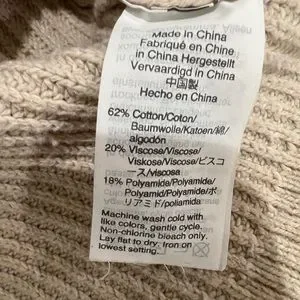 Made in China
Fabriqué en Chine
in China Hergestellt
Vervaardigd in China
中国製
Hecho en China
62% Cotton/Coton/
Baumwolle/Katoen/綿/
algodón
20% Viscose/Viscose/
Viskose/Viscose/ビスコ
ース/viscosa
18% Polyamide/Polyamide/
Polyamid/Polyamide/ポ
リアミド/poliamida
Machine wash cold with
like colors, gentle cycle.
Non-chlorine bleach only.
Lay flat to dry. Iron on
lowest setting.